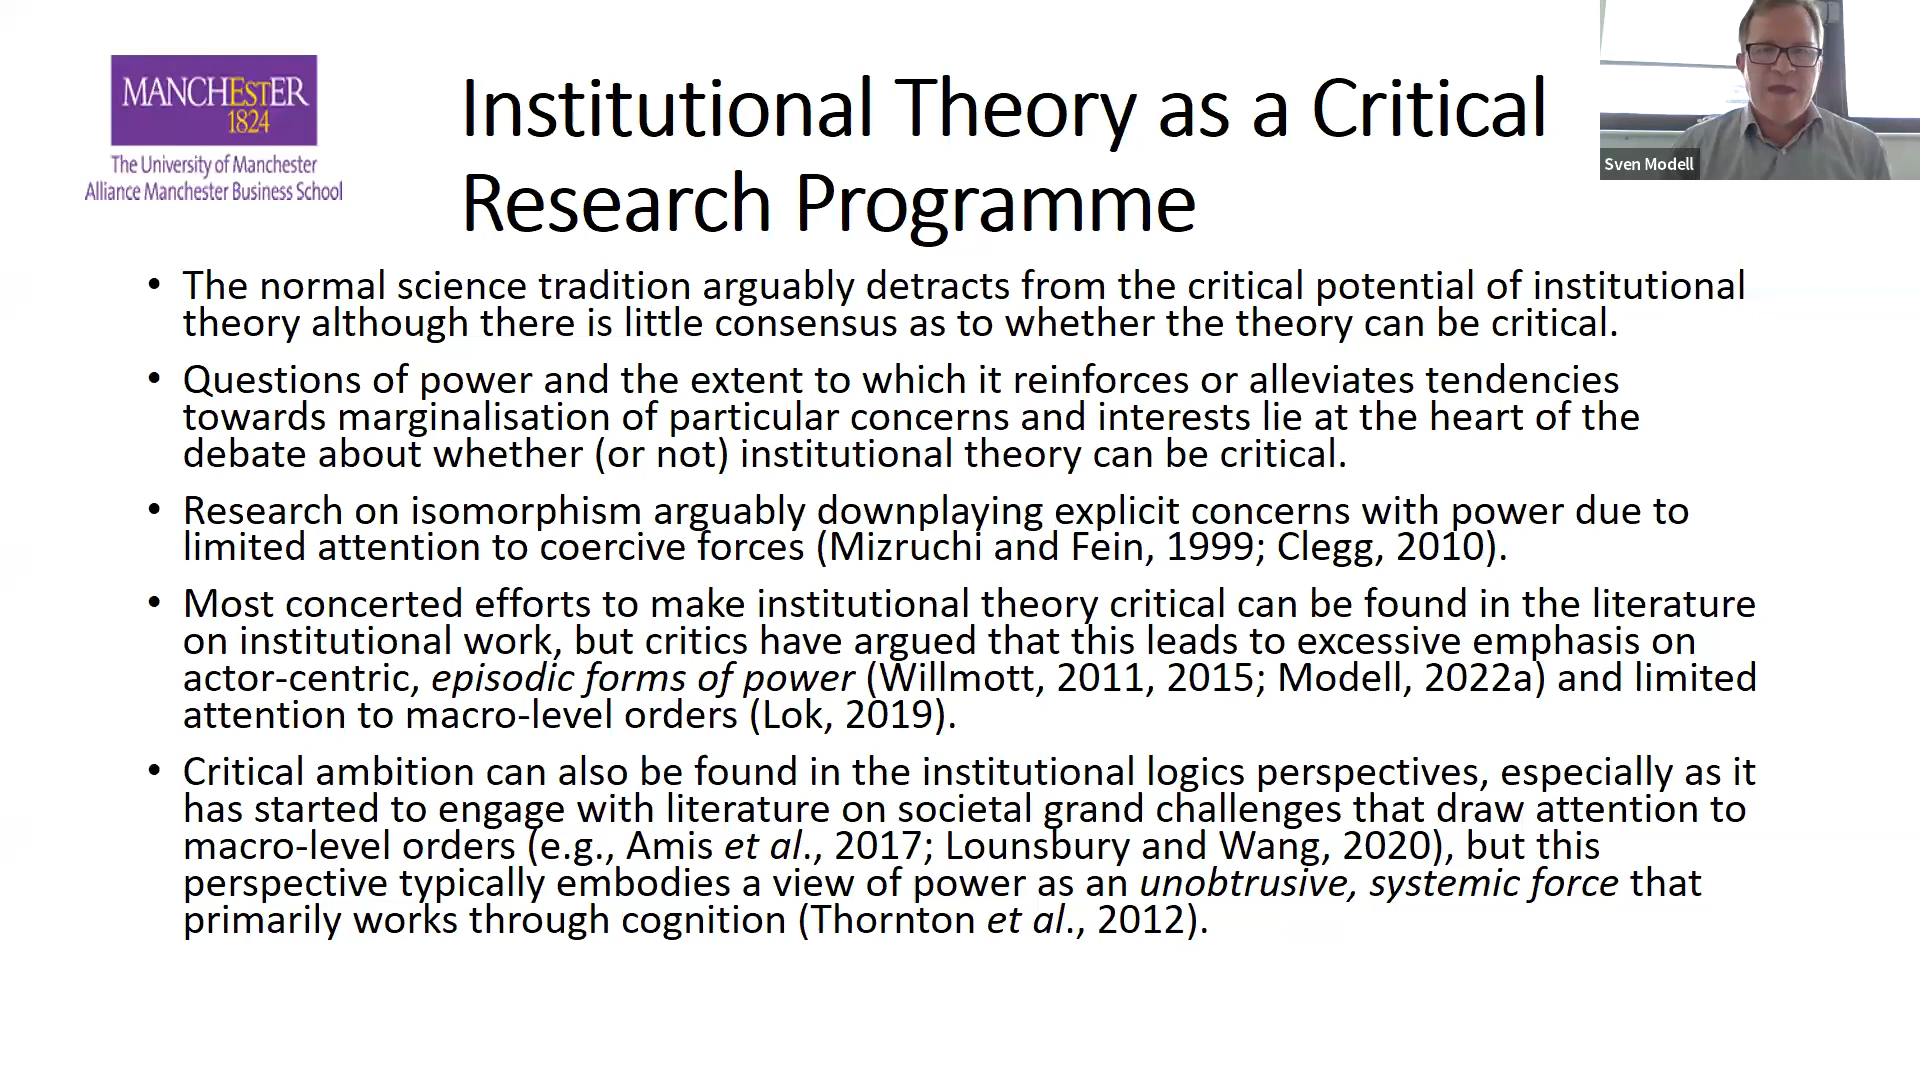 MANCHESTER
1824
The University of Manchester
Alliance Manchester Business School
Institutional Theory as a Critical
Research Programme
Sven Modell
• The normal science tradition arguably detracts from the critical potential of institutional
theory although there is little consensus as to whether the theory can be critical.
• Questions of power and the extent to which it reinforces or alleviates tendencies
towards marginalisation of particular concerns and interests lie at the heart of the
debate about whether (or not) institutional theory can be critical.
• Research on isomorphism arguably downplaying explicit concerns with power due to
limited attention to coercive forces (Mizruchi and Fein, 1999; Clegg, 2010).
• Most concerted efforts to make institutional theory critical can be found in the literature
on institutional work, but critics have argued that this leads to excessive emphasis on
actor-centric, episodic forms of power (Willmott, 2011, 2015; Modell, 2022a) and limited
attention to macro-level orders (Lok, 2019).
• Critical ambition can also be found in the institutional logics perspectives, especially as it
has started to engage with literature on societal grand challenges that draw attention to
macro-level orders (e.g., Amis et al., 2017; Lounsbury and Wang, 2020), but this
perspective typically embodies a view of power as an unobtrusive, systemic force that
primarily works through cognition (Thornton et al., 2012).